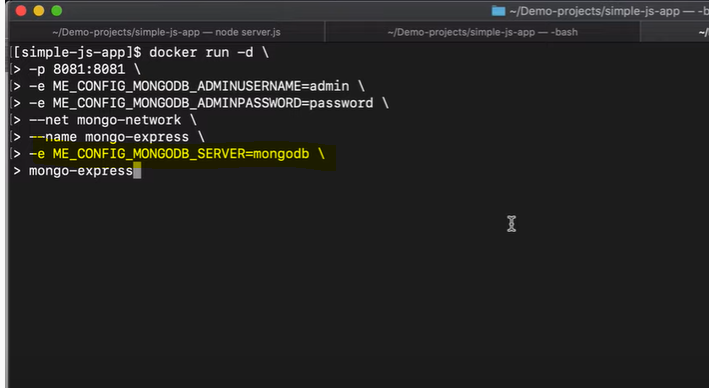 ~/Demo-projects/simple-js-app — -b
~/Demo-projects/simple-js-app — node server.js
~/Demo-projects/simple-js-app — -bash
~/
[simple-js-app]$ docker run -d \
> -p 8081:8081 \
> -e ME_CONFIG_MONGODB_ADMINUSERNAME=admin \
> -e ME_CONFIG_MONGODB_ADMINPASSWORD=password \
> --net mongo-network \
> --name mongo-express \
> -e ME_CONFIG_MONGODB_SERVER=mongodb \
> mongo-express